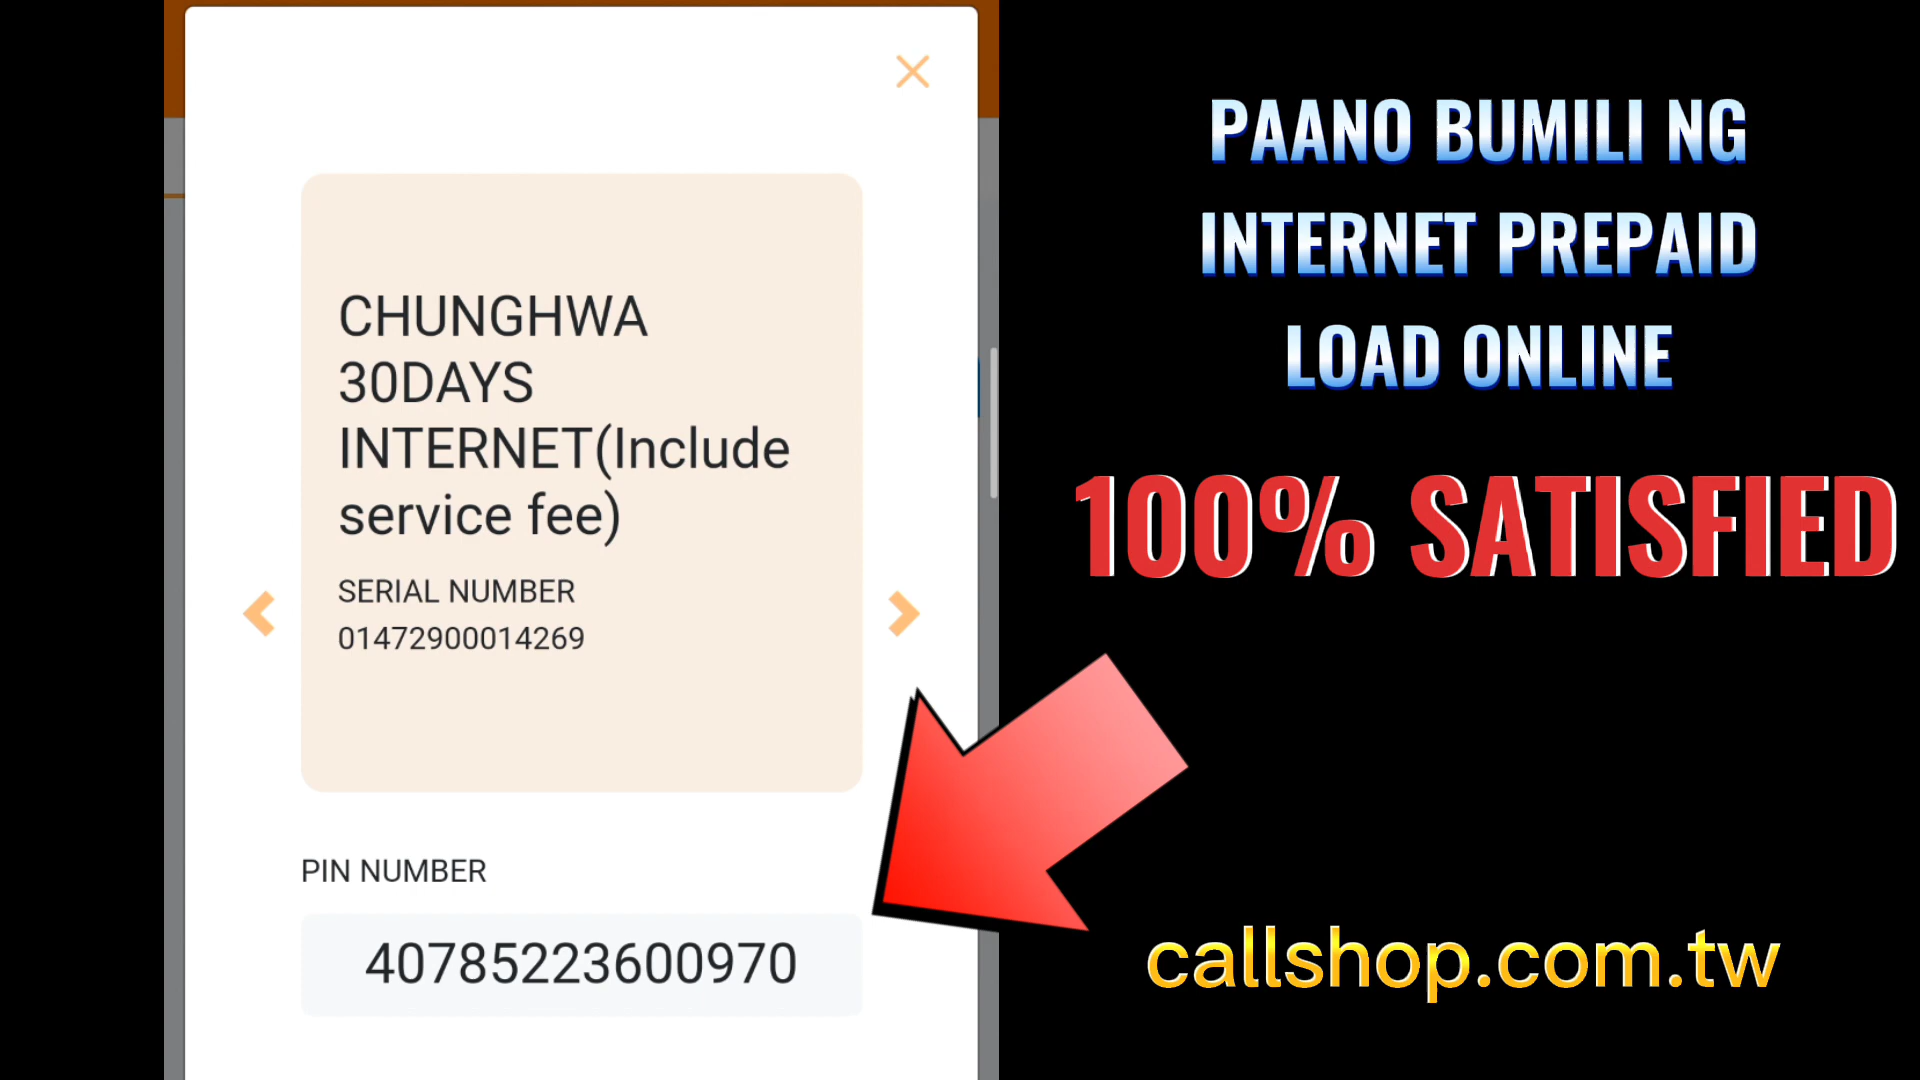 CHUNGHWA
30DAYS
INTERNET(Include
service fee)
SERIAL NUMBER
01472900014269
PIN NUMBER
40785223600970
PAANO BUMILI NG
INTERNET PREPAID
LOAD ONLINE
100% SATISFIED
callshop.com.tw